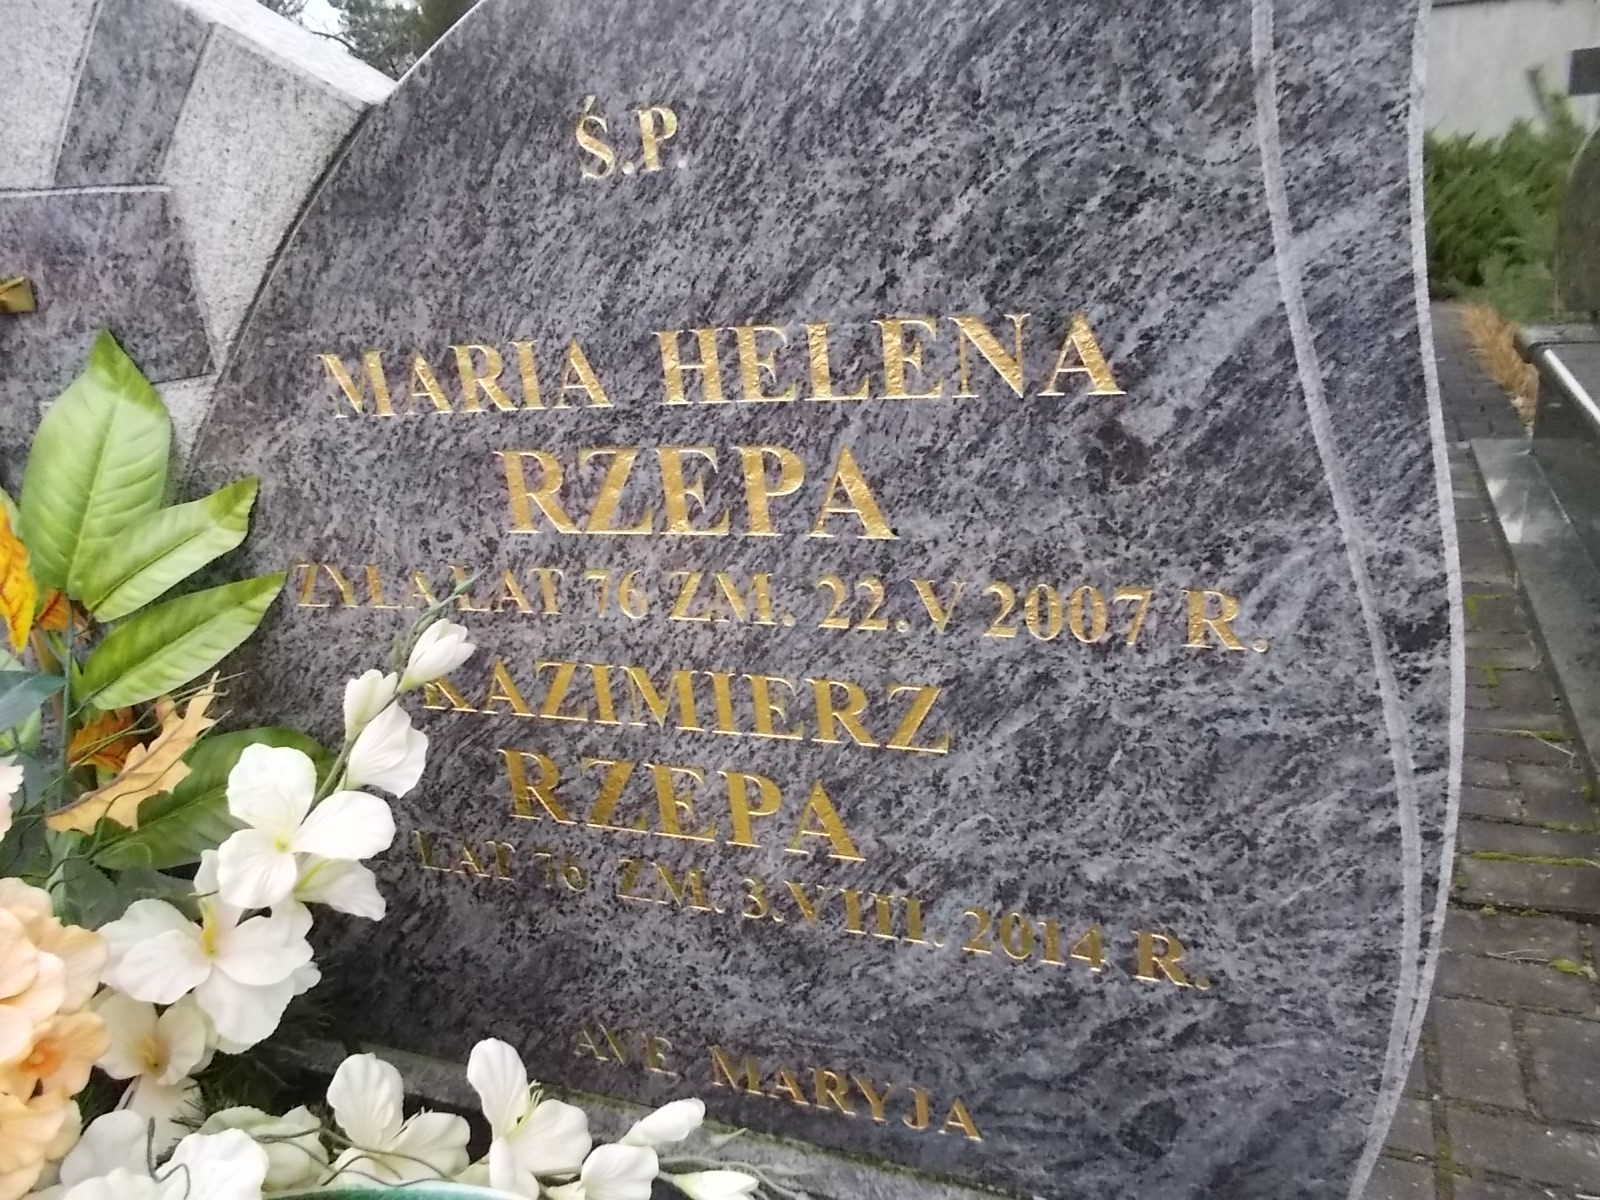 Ś.P.
MARIA HELENA
RZEPA
ŻYŁA LAT 76 ZM. 22.V 2007 R.
KAZIMIERZ
RZEPA
LAT 76 ZM. 3.VIII. 2014 R.
AVE MARYJA